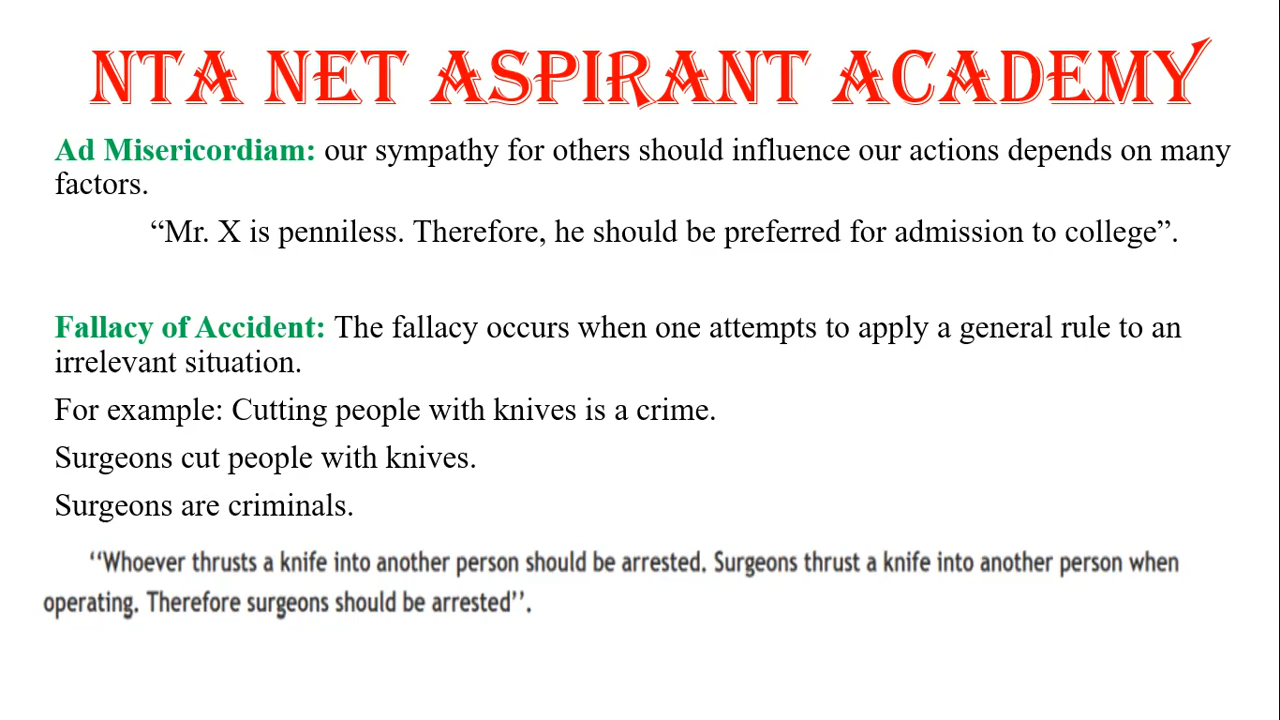 NTA NET ASPIRANT ACADEMY
Ad Misericordiam: our sympathy for others should influence our actions depends on many
factors.
“Mr. X is penniless. Therefore, he should be preferred for admission to college”.
Fallacy of Accident: The fallacy occurs when one attempts to apply a general rule to an
irrelevant situation.
For example: Cutting people with knives is a crime.
Surgeons cut people with knives.
Surgeons are criminals.
‘‘Whoever thrusts a knife into another person should be arrested. Surgeons thrust a knife into another person when
operating. Therefore surgeons should be arrested’’.